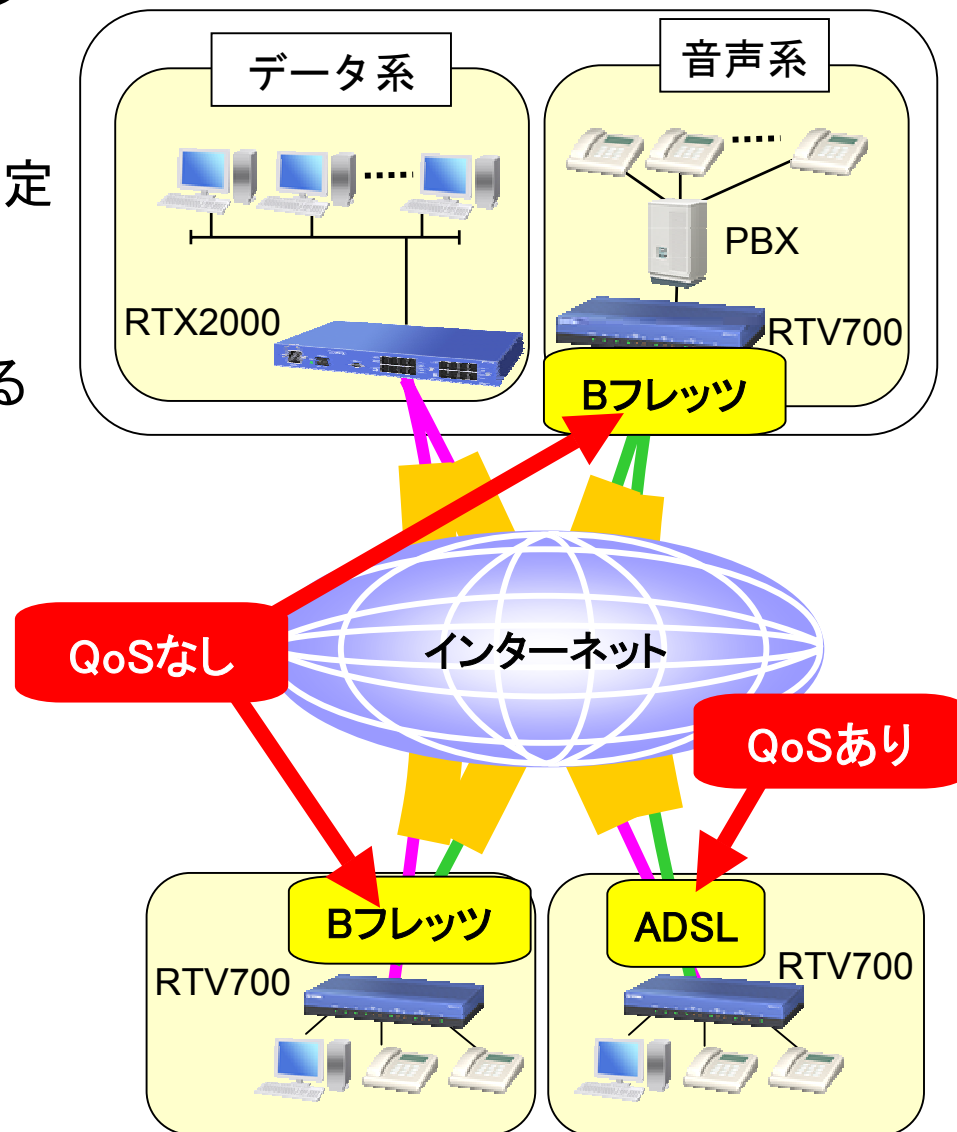 データ系
音声系
定
PBX
RTX2000
RTV700
る
Bフレッツ
QoSなし
インターネット
QoSあり
Bフレッツ
ADSL
RTV700
RTV700